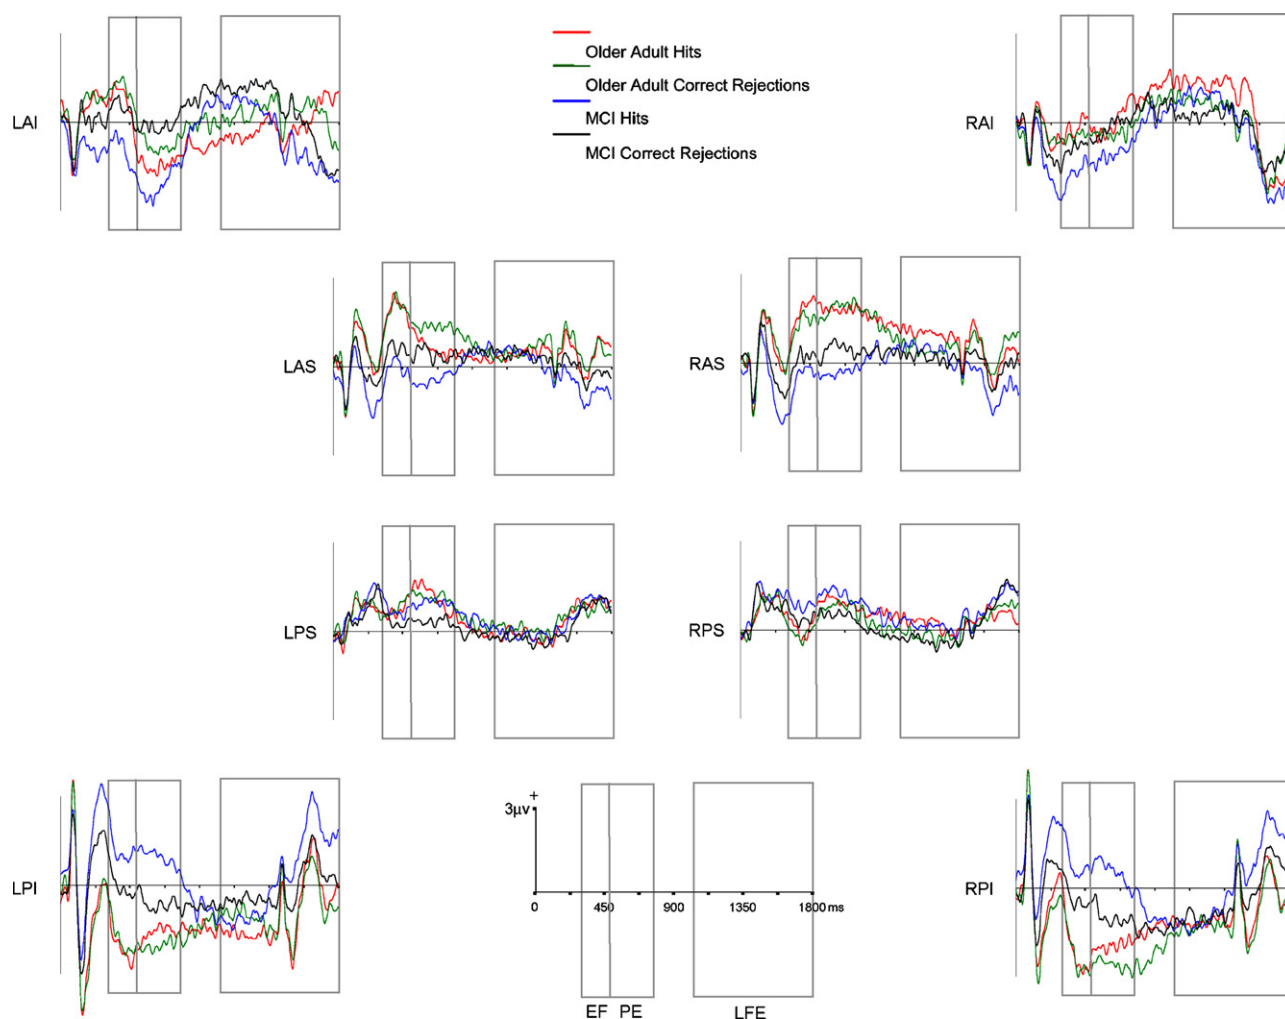 Older Adult Hits
Older Adult Correct Rejections
MCI Hits
MCI Correct Rejections
LAI
RAI
LAS
RAS
LPS
RPS
LPI
RPI
+
3µv
0 450 900 1350 1800 ms
EF PE LFE